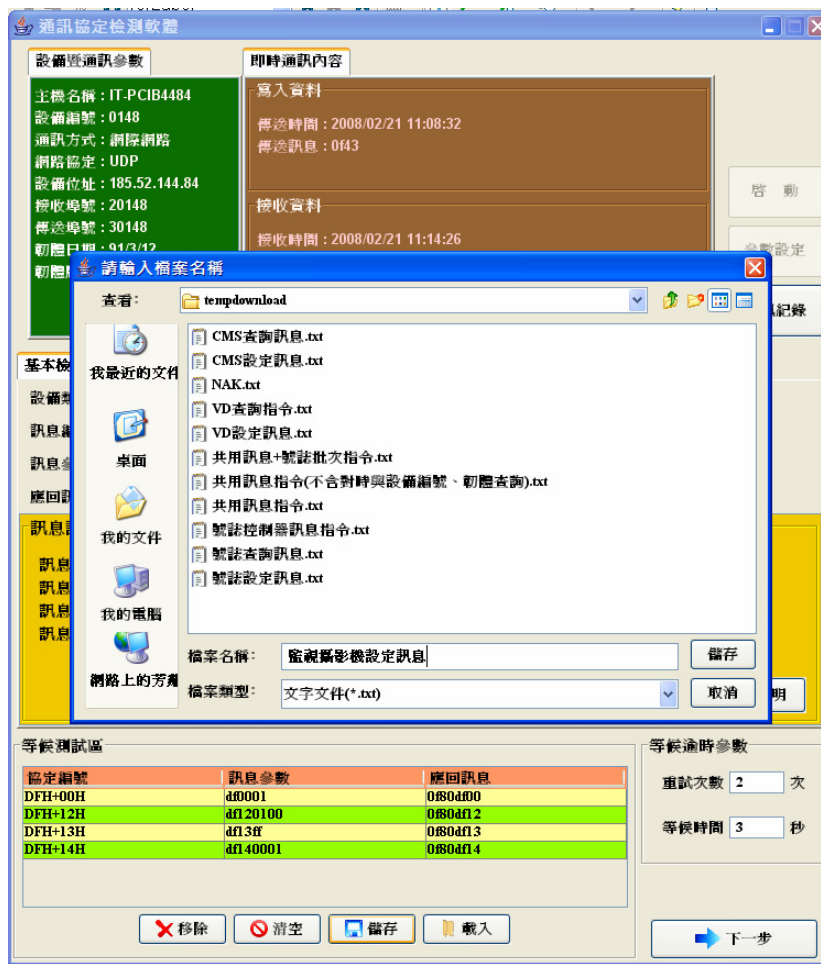 通訊協定檢測軟體
設備暨通訊參數
主機名稱：IT-PCIB4484
設備編號：0148
通訊方式：網際網路
網路協定：UDP
設備位址：185.52.144.84
接收埠號：20148
傳送埠號：30148
韌體日期：91/3/12
韌體
即時通訊內容
寫入資料
傳送時間：2008/02/21 11:08:32
傳送訊息：0f43
接收資料
接收時間：2008/02/21 11:14:26
啓 動
參數設定
紀錄
請輸入檔案名稱
查看：
tempdownload
我最近的文件
桌面
我的文件
我的電腦
網路上的芳鄰
CMS查詢訊息.txt
CMS設定訊息.txt
NAK.txt
VD查詢指令.txt
VD設定訊息.txt
共用訊息+號誌批次指令.txt
共用訊息指令(不含對時與設備編號、韌體查詢).txt
共用訊息指令.txt
號誌控制器訊息指令.txt
號誌查詢訊息.txt
號誌設定訊息.txt
檔案名稱：
監視攝影機設定訊息
儲存
檔案類型：
文字文件(*.txt)
取消
基本檢
設備
訊息
訊息
應回
訊息
訊息
訊息
訊息
訊息
明
等候測試區
協定編號 訊息參數 應回訊息
DFH+00H df0001 0f80df00
DFH+12H df120100 0f80df12
DFH+13H df13ff 0f80df13
DFH+14H df140001 0f80df14
移除
清空
儲存
載入
等候逾時參數
重試次數 2 次
等候時間 3 秒
下一步